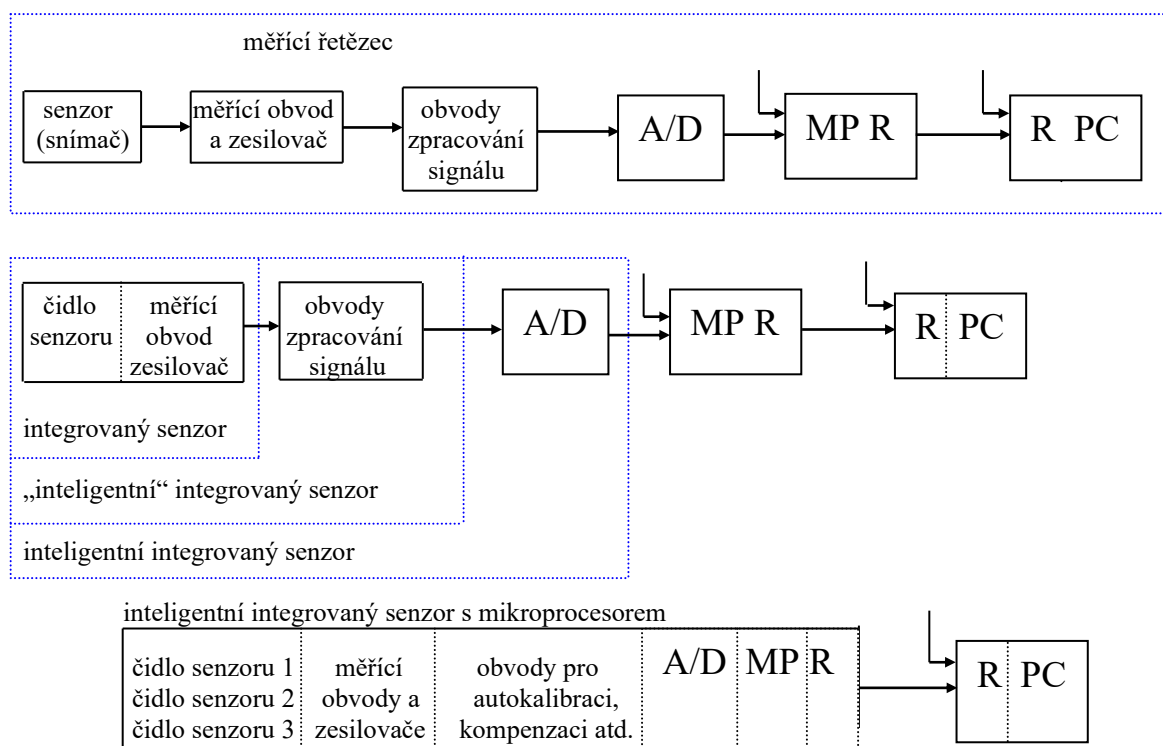 měřící řetězec
senzor
(snímač)
měřící obvod
a zesilovač
obvody
zpracování
signálu
A/D
MP R
R PC
čidlo
senzoru
měřící
obvod
zesilovač
obvody
zpracování
signálu
A/D
MP R
R PC
integrovaný senzor
„inteligentní“ integrovaný senzor
inteligentní integrovaný senzor
inteligentní integrovaný senzor s mikroprocesorem
čidlo senzoru 1
čidlo senzoru 2
čidlo senzoru 3
měřící
obvody a
zesilovače
obvody pro
autokalibraci,
kompenzaci atd.
A/D
MP
R
R PC